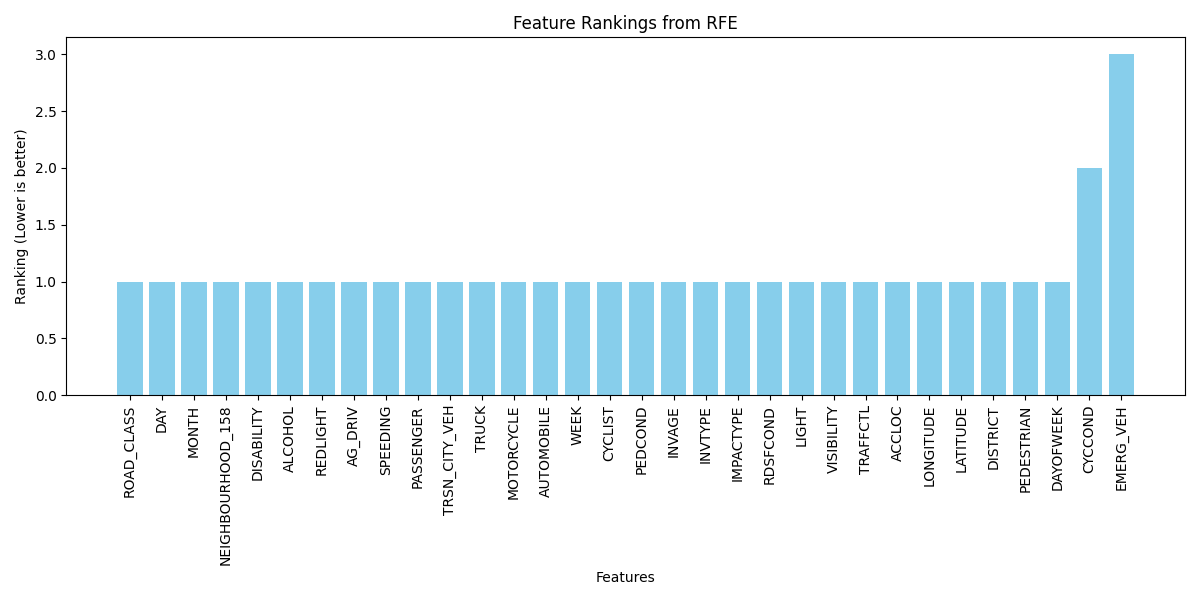 Feature Rankings from RFE
Ranking (Lower is better)
3.0
2.5
2.0
1.5
1.0
0.5
0.0
ROAD_CLASS
DAY
MONTH
NEIGHBOURHOOD_158
DISABILITY
ALCOHOL
REDLIGHT
AG_DRIV
SPEEDING
PASSENGER
TRSN_CITY_VEH
TRUCK
MOTORCYCLE
AUTOMOBILE
WEEK
CYCLIST
PEDCOND
INVAGE
INVTYPE
IMPACTYPE
RDSFCOND
LIGHT
VISIBILITY
TRAFFCTL
ACCLOC
LONGITUDE
LATITUDE
DISTRICT
PEDESTRIAN
DAYOFWEEK
CYCCOND
EMERG_VEH
Features